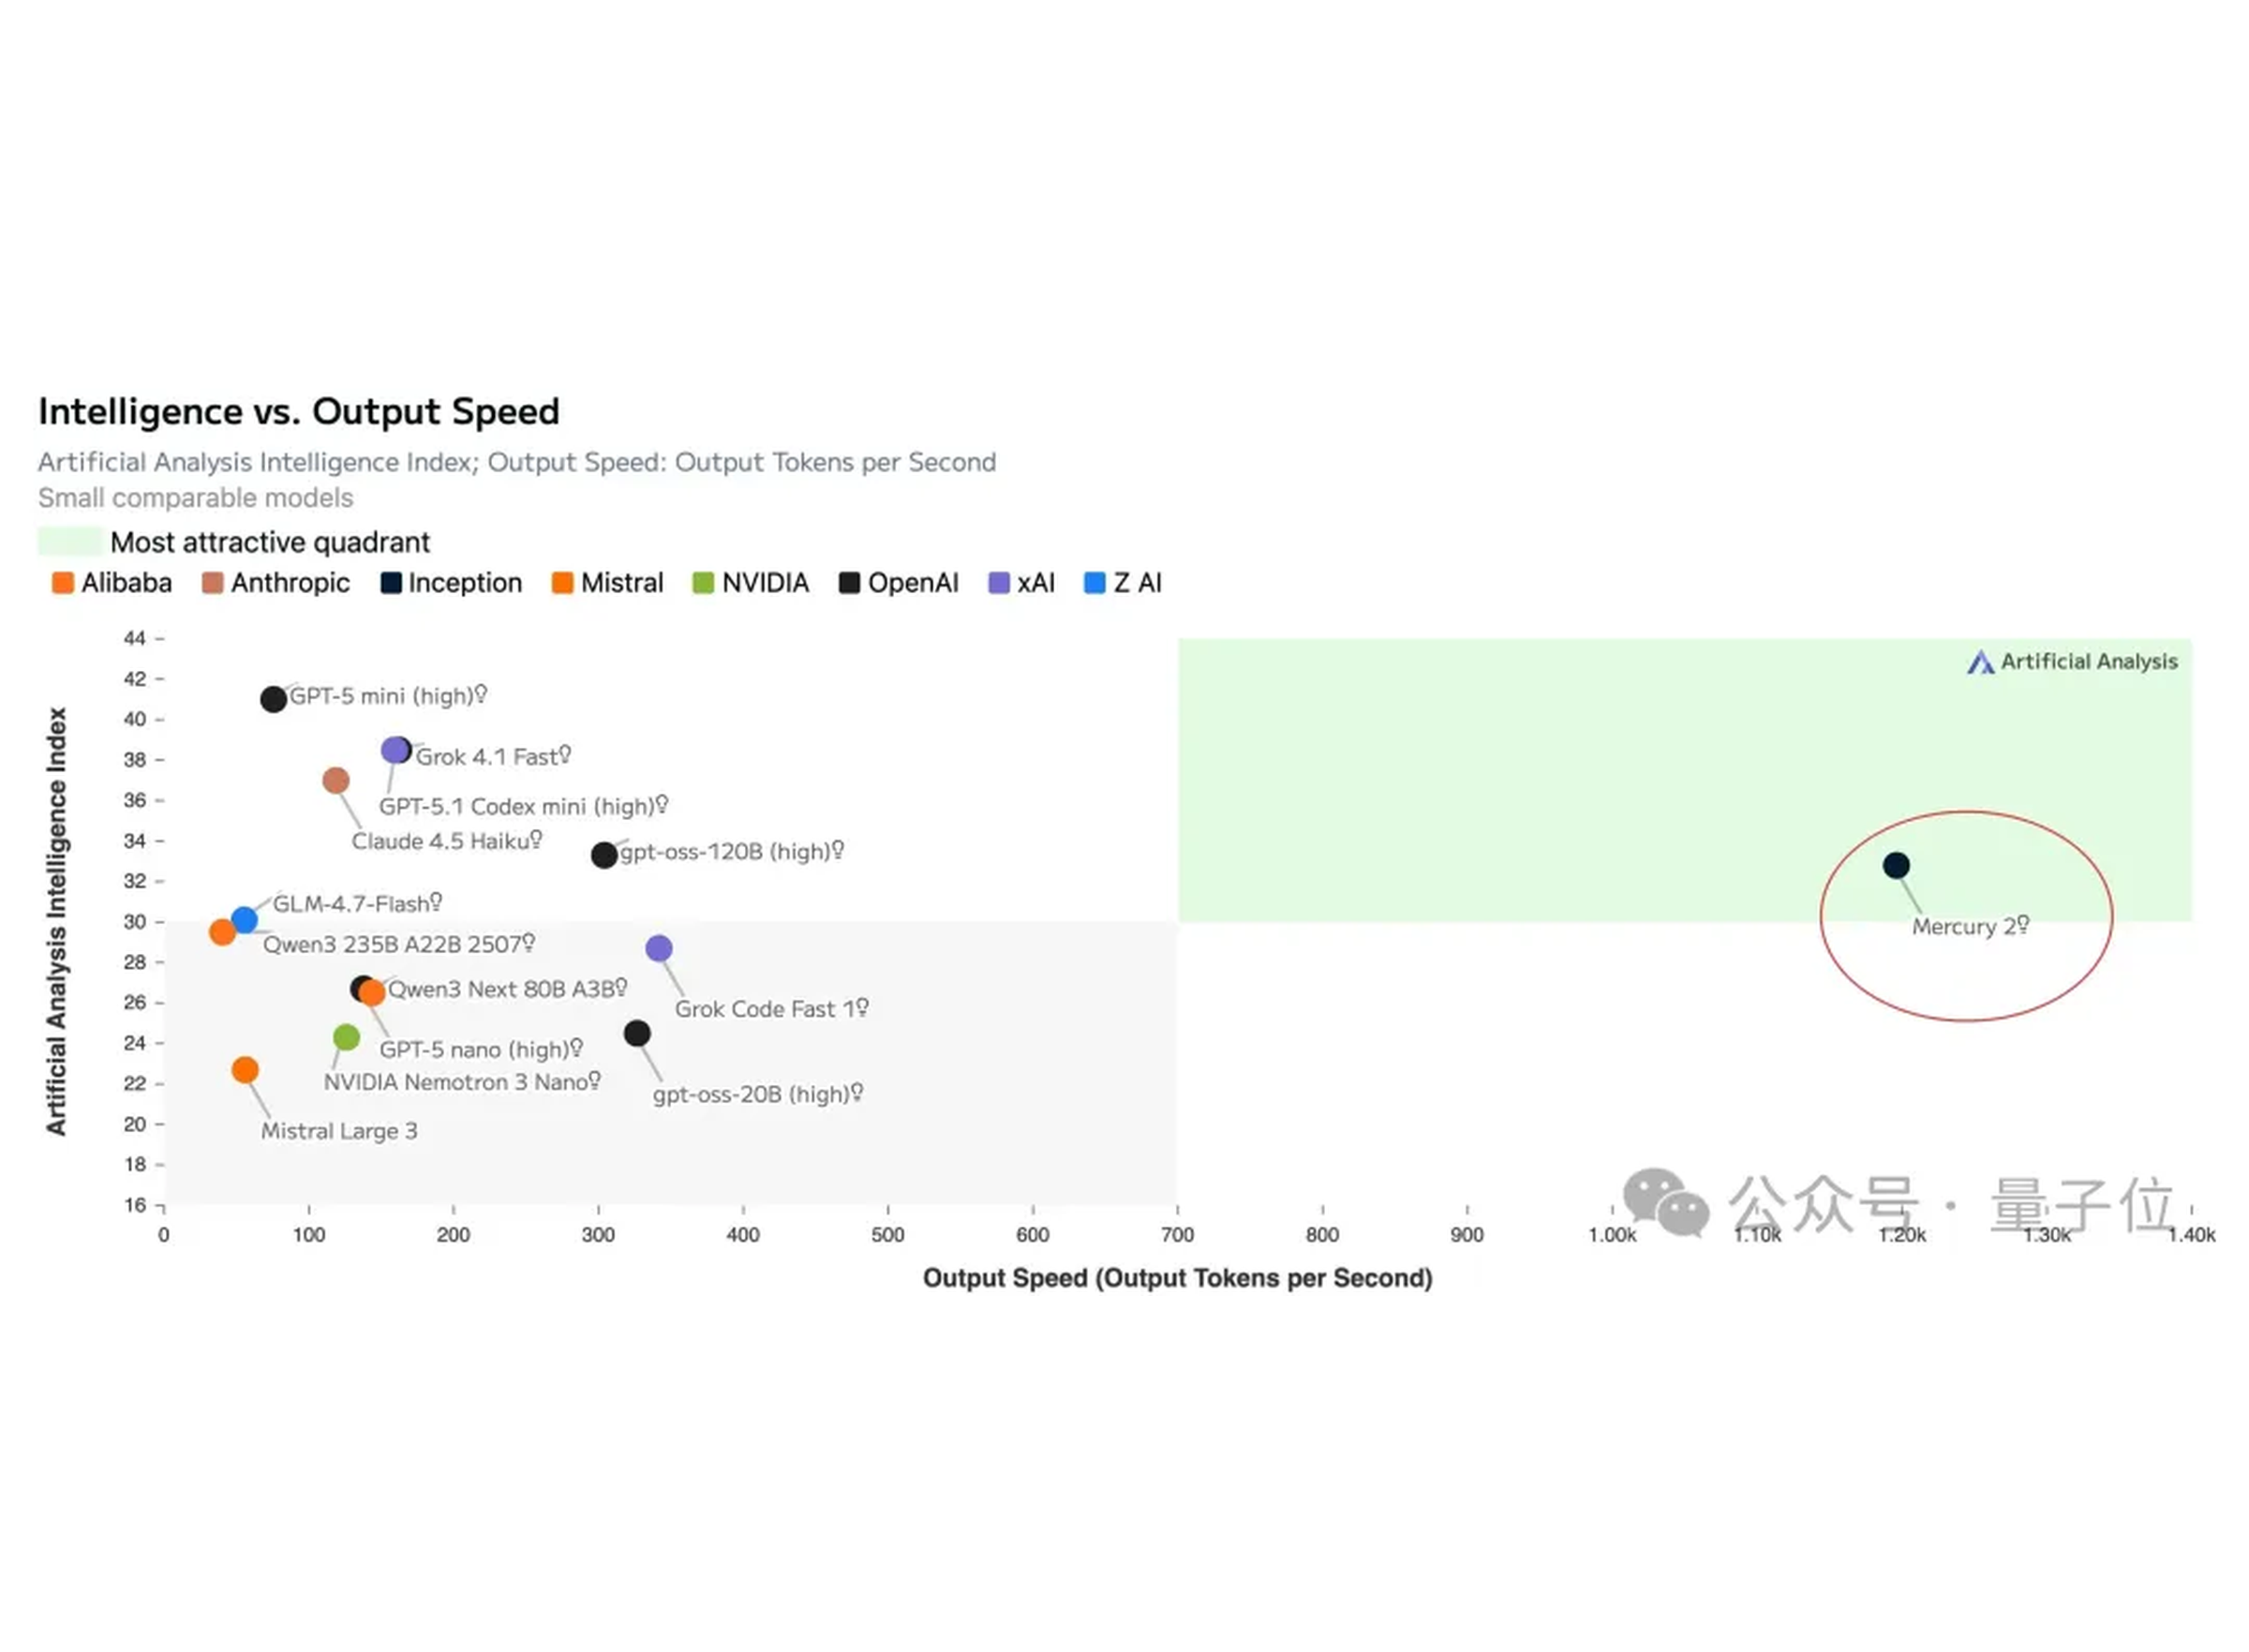 Intelligence vs. Output Speed
Artificial Analysis Intelligence Index; Output Speed: Output Tokens per Second
Small comparable models
Most attractive quadrant
Alibaba Anthropic Inception Mistral NVIDIA OpenAI xAI Z AI
Artificial Analysis
Artificial Analysis Intelligence Index
44
42
40
38
36
34
32
30
28
26
24
22
20
18
16
GPT-5 mini (high)
Grok 4.1 Fast
GPT-5.1 Codex mini (high)
Claude 4.5 Haiku
gpt-oss-120B (high)
GLM-4.7-Flash
Mercury 2
Qwen3 235B A22B 2507
Qwen3 Next 80B A3B
Grok Code Fast 1
GPT-5 nano (high)
NVIDIA Nemotron 3 Nano
gpt-oss-20B (high)
Mistral Large 3
公众号 · 量子位
0 100 200 300 400 500 600 700 800 900 1.00k 1.10k 1.20k 1.30k 1.40k
Output Speed (Output Tokens per Second)